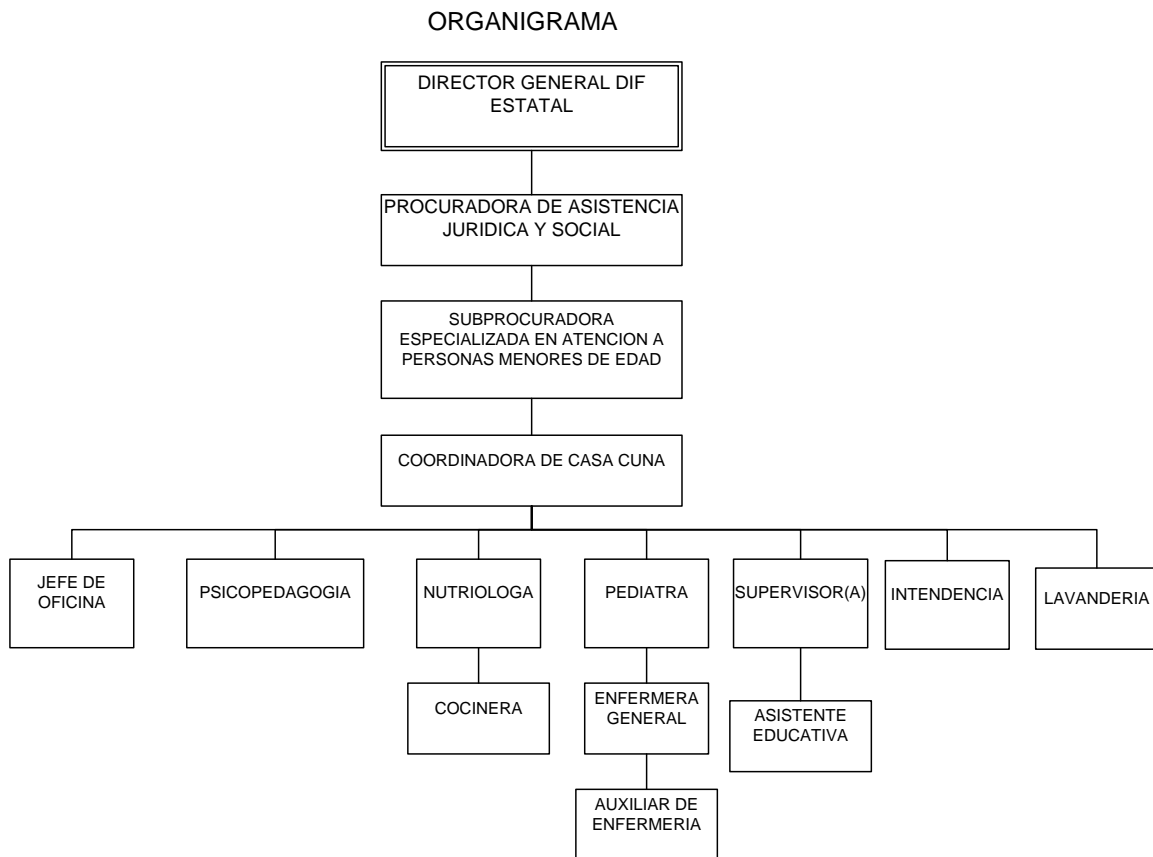 ORGANIGRAMA
DIRECTOR GENERAL DIF
ESTATAL
PROCURADORA DE ASISTENCIA
JURIDICA Y SOCIAL
SUBPROCURADORA
ESPECIALIZADA EN ATENCION A
PERSONAS MENORES DE EDAD
COORDINADORA DE CASA CUNA
JEFE DE
OFICINA
PSICOPEDAGOGIA
NUTRIOLOGA
PEDIATRA
SUPERVISOR(A)
INTENDENCIA
LAVANDERIA
COCINERA
ENFERMERA
GENERAL
ASISTENTE
EDUCATIVA
AUXILIAR DE
ENFERMERIA